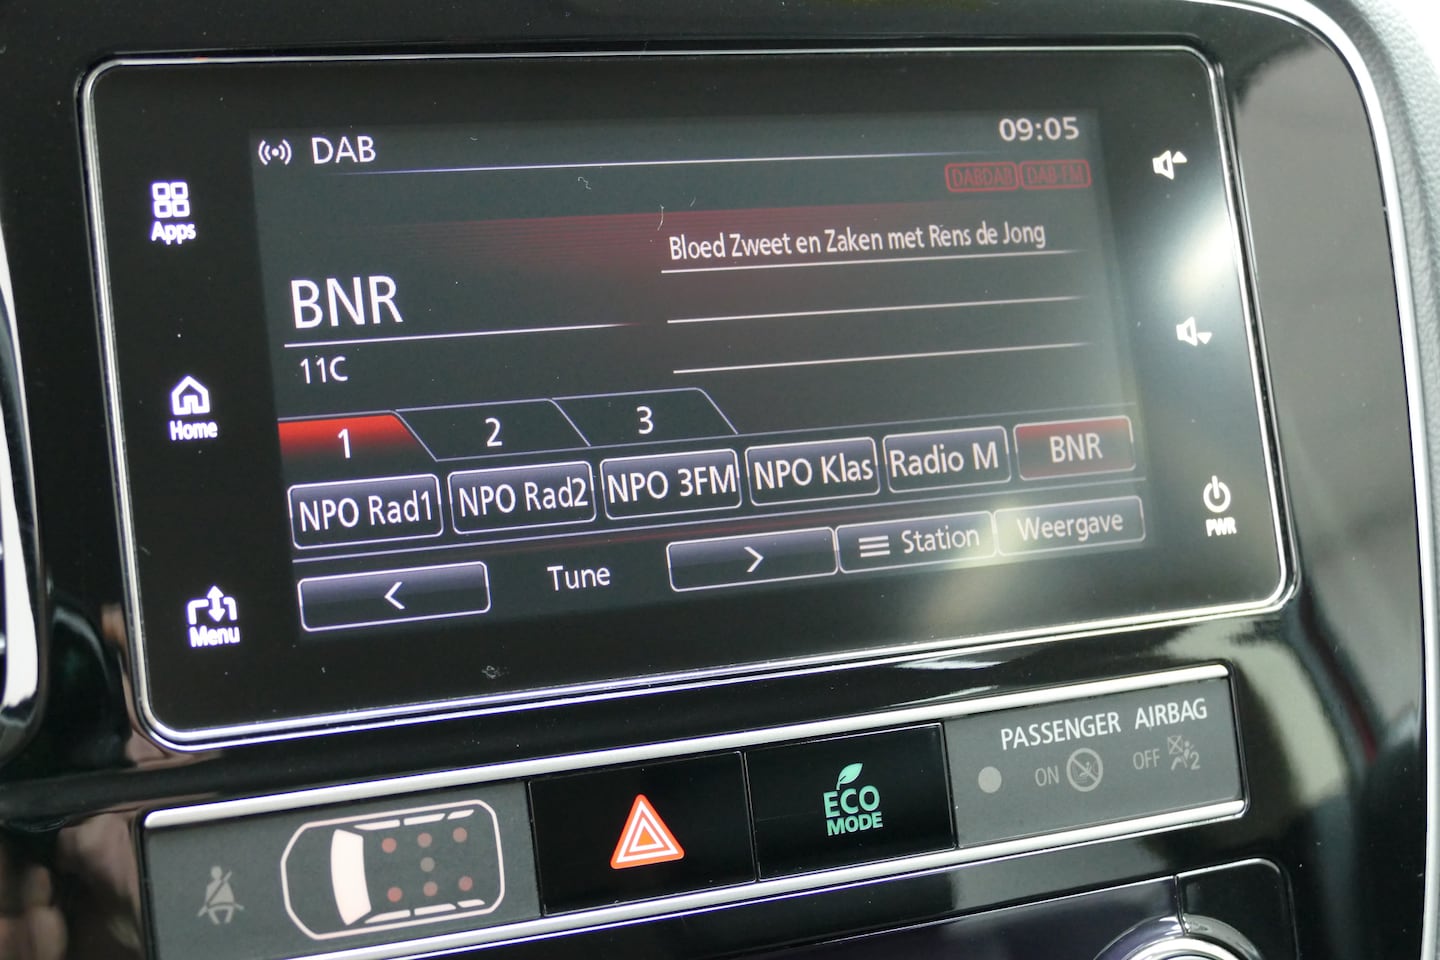 DAB
09:05
DABDAB DAB-FM
Apps
Bloed Zweet en Zaken met Rens de Jong
BNR
11C
Home
1 2 3
NPO Rad1 NPO Rad2 NPO 3FM NPO Klas Radio M BNR
< Tune > Station Weergave
PWR
Menu
PASSENGER AIRBAG
ON OFF 2
ECO
MODE